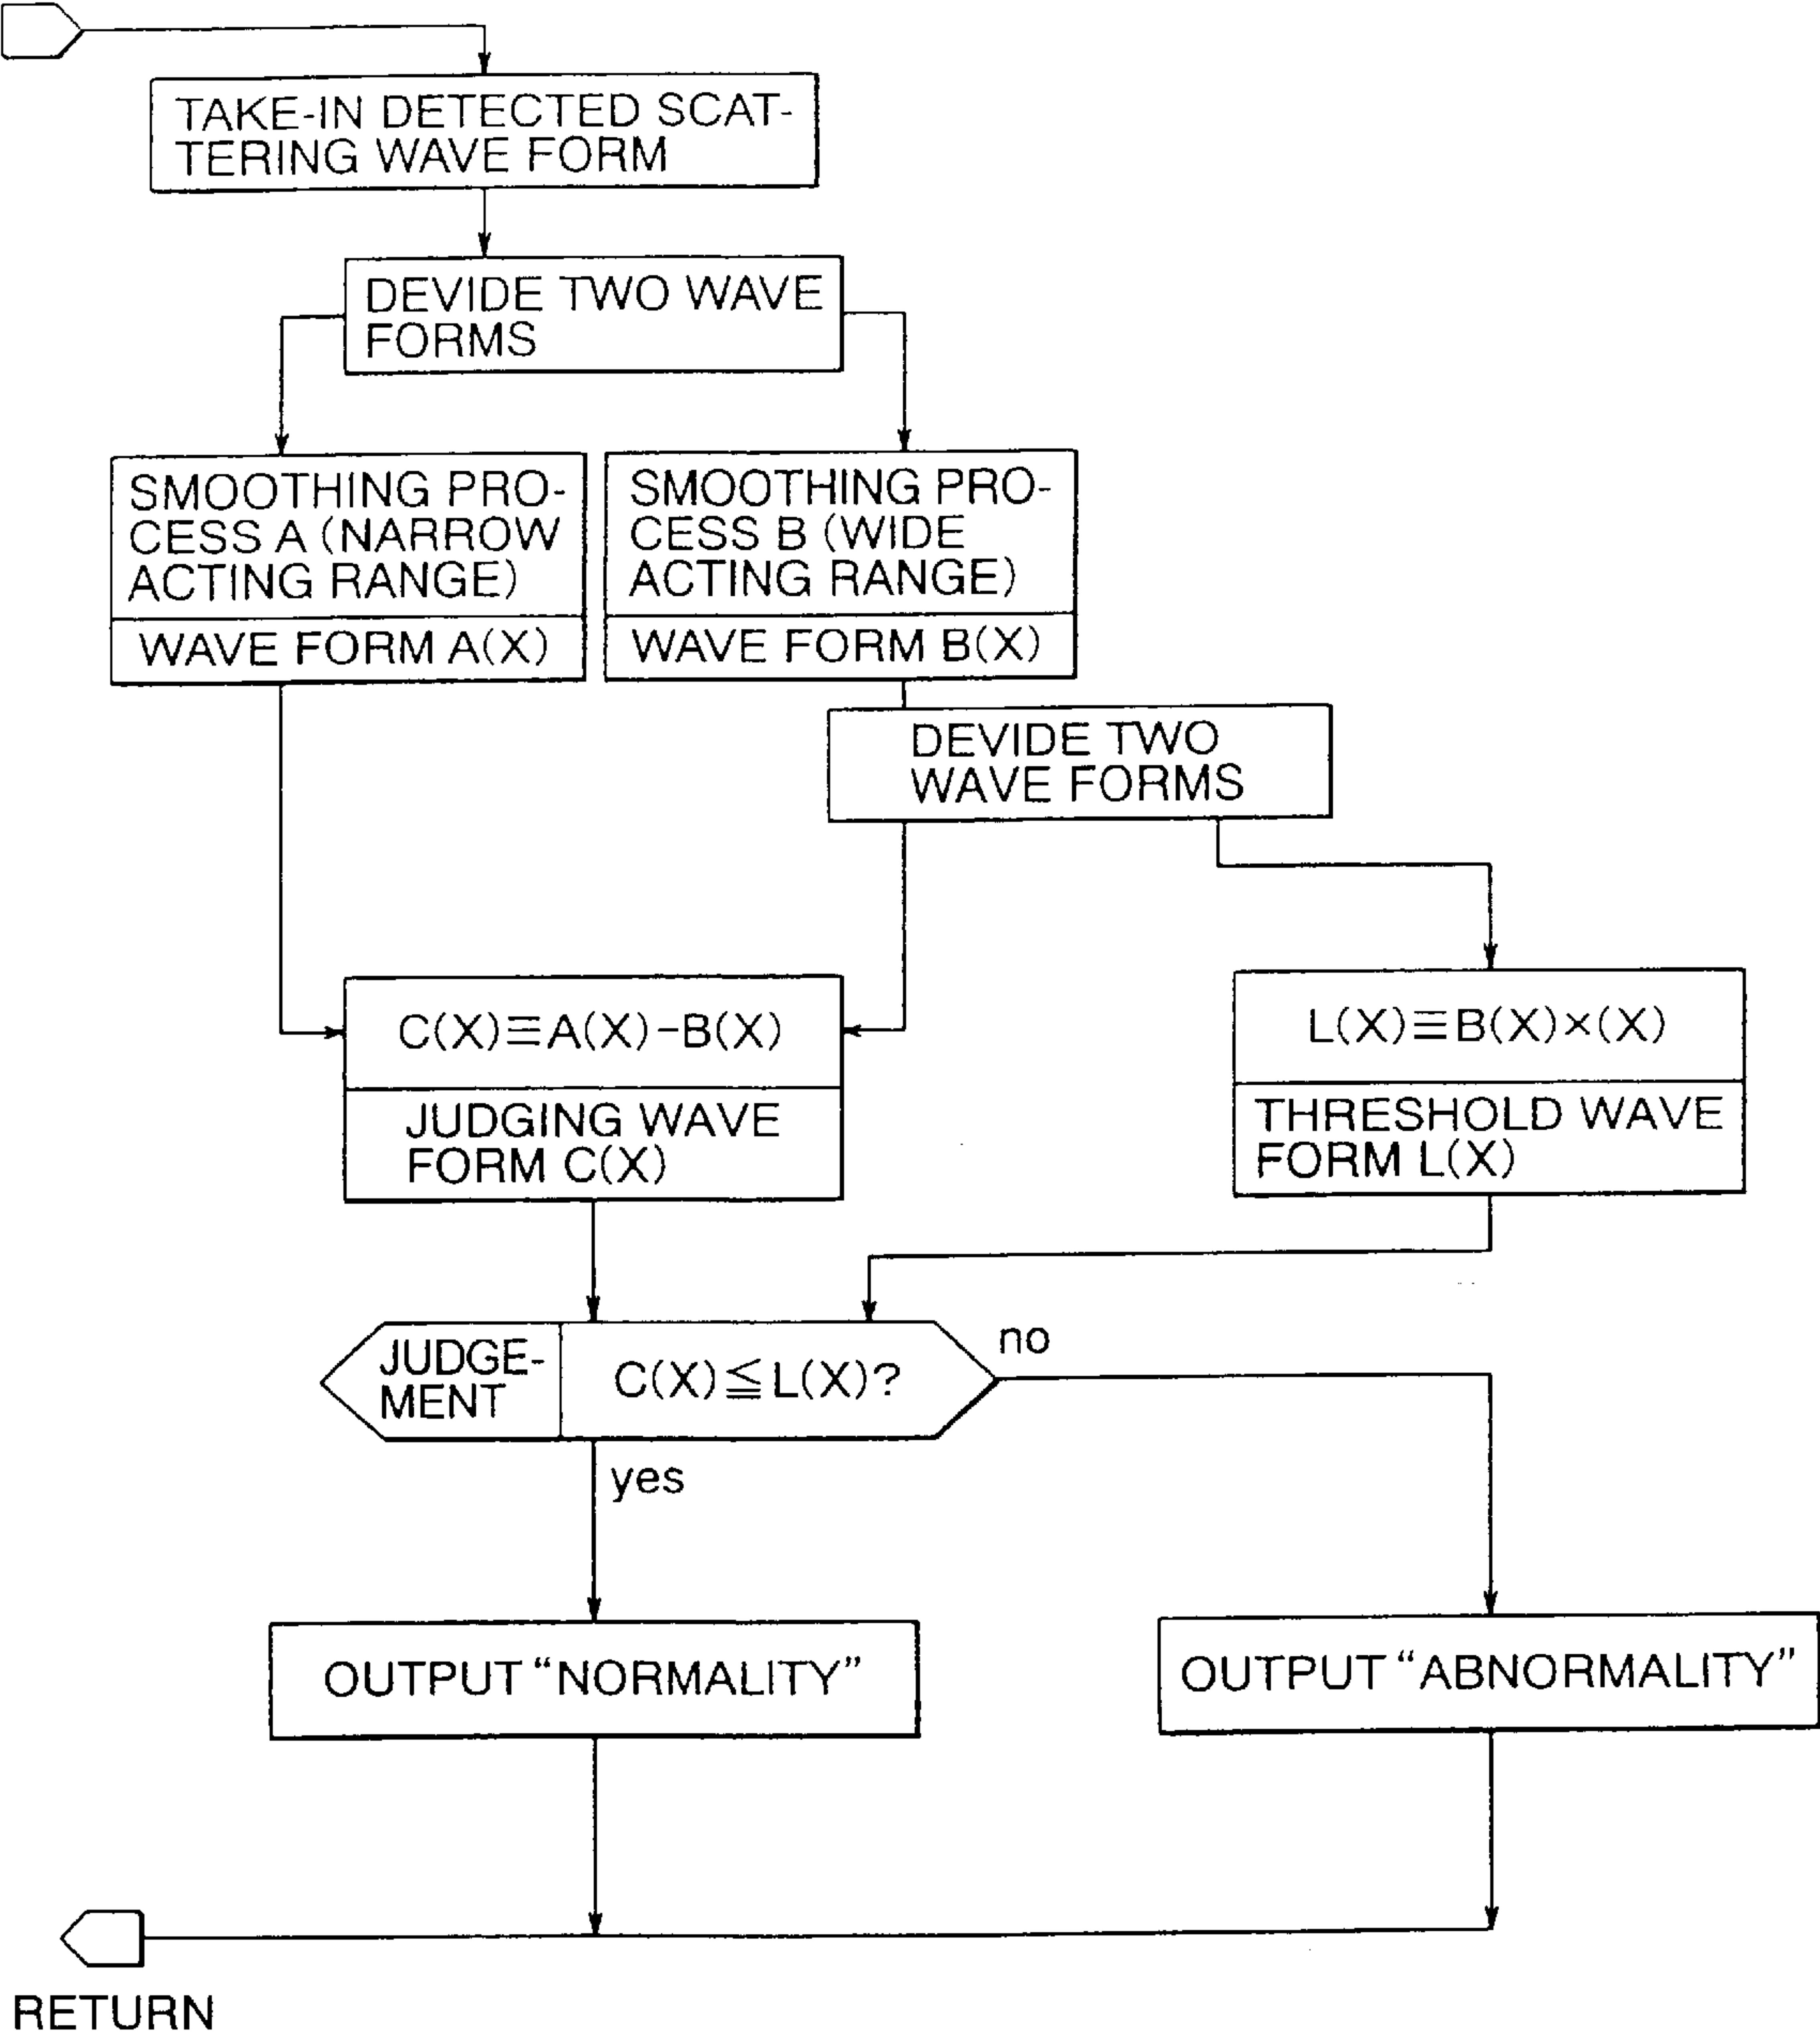 TAKE-IN DETECTED SCAT-
TERING WAVE FORM
DEVIDE TWO WAVE
FORMS
SMOOTHING PRO-
CESS A (NARROW
ACTING RANGE)
WAVE FORM A(X)
SMOOTHING PRO-
CESS B (WIDE
ACTING RANGE)
WAVE FORM B(X)
DEVIDE TWO
WAVE FORMS
C(X)≡A(X)-B(X)
JUDGING WAVE
FORM C(X)
L(X)≡B(X)×(X)
THRESHOLD WAVE
FORM L(X)
JUDGE-
MENT
C(X)≦L(X)?
no
yes
OUTPUT “NORMALITY”
OUTPUT “ABNORMALITY”
RETURN